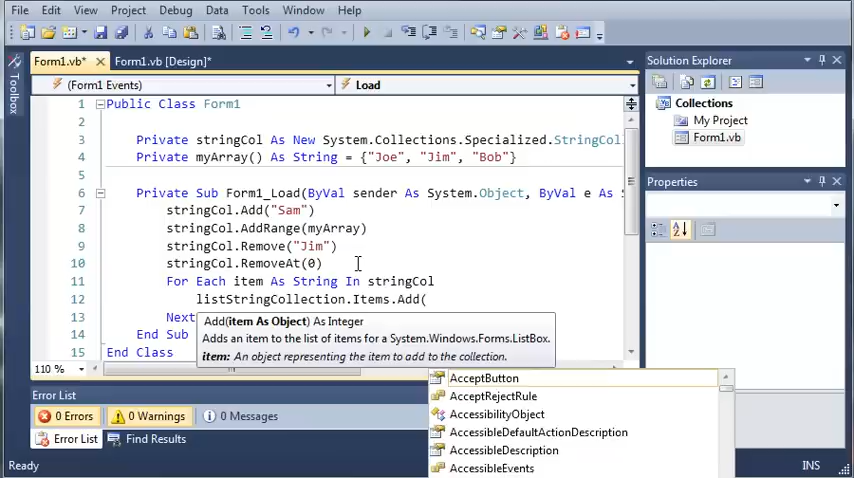 File Edit View Project Debug Data Tools Window Help
Form1.vb* Form1.vb [Design]*
Toolbox
(Form1 Events) Load
1 Public Class Form1
2
3 Private stringCol As New System.Collections.Specialized.StringCol
4 Private myArray() As String = {"Joe", "Jim", "Bob"}
5
6 Private Sub Form1_Load(ByVal sender As System.Object, ByVal e As S
7 stringCol.Add("Sam")
8 stringCol.AddRange(myArray)
9 stringCol.Remove("Jim")
10 stringCol.RemoveAt(0)
11 For Each item As String In stringCol
12 listStringCollection.Items.Add(
13 Next
14 End Sub
15 End Class
Add(item As Object) As Integer
Adds an item to the list of items for a System.Windows.Forms.ListBox.
item: An object representing the item to add to the collection.
AcceptButton
AcceptRejectRule
AccessibilityObject
AccessibleDefaultActionDescription
AccessibleDescription
AccessibleEvents
110 %
Error List
0 Errors 0 Warnings 0 Messages
Error List Find Results
Ready INS
Solution Explorer
Collections
My Project
Form1.vb
Properties